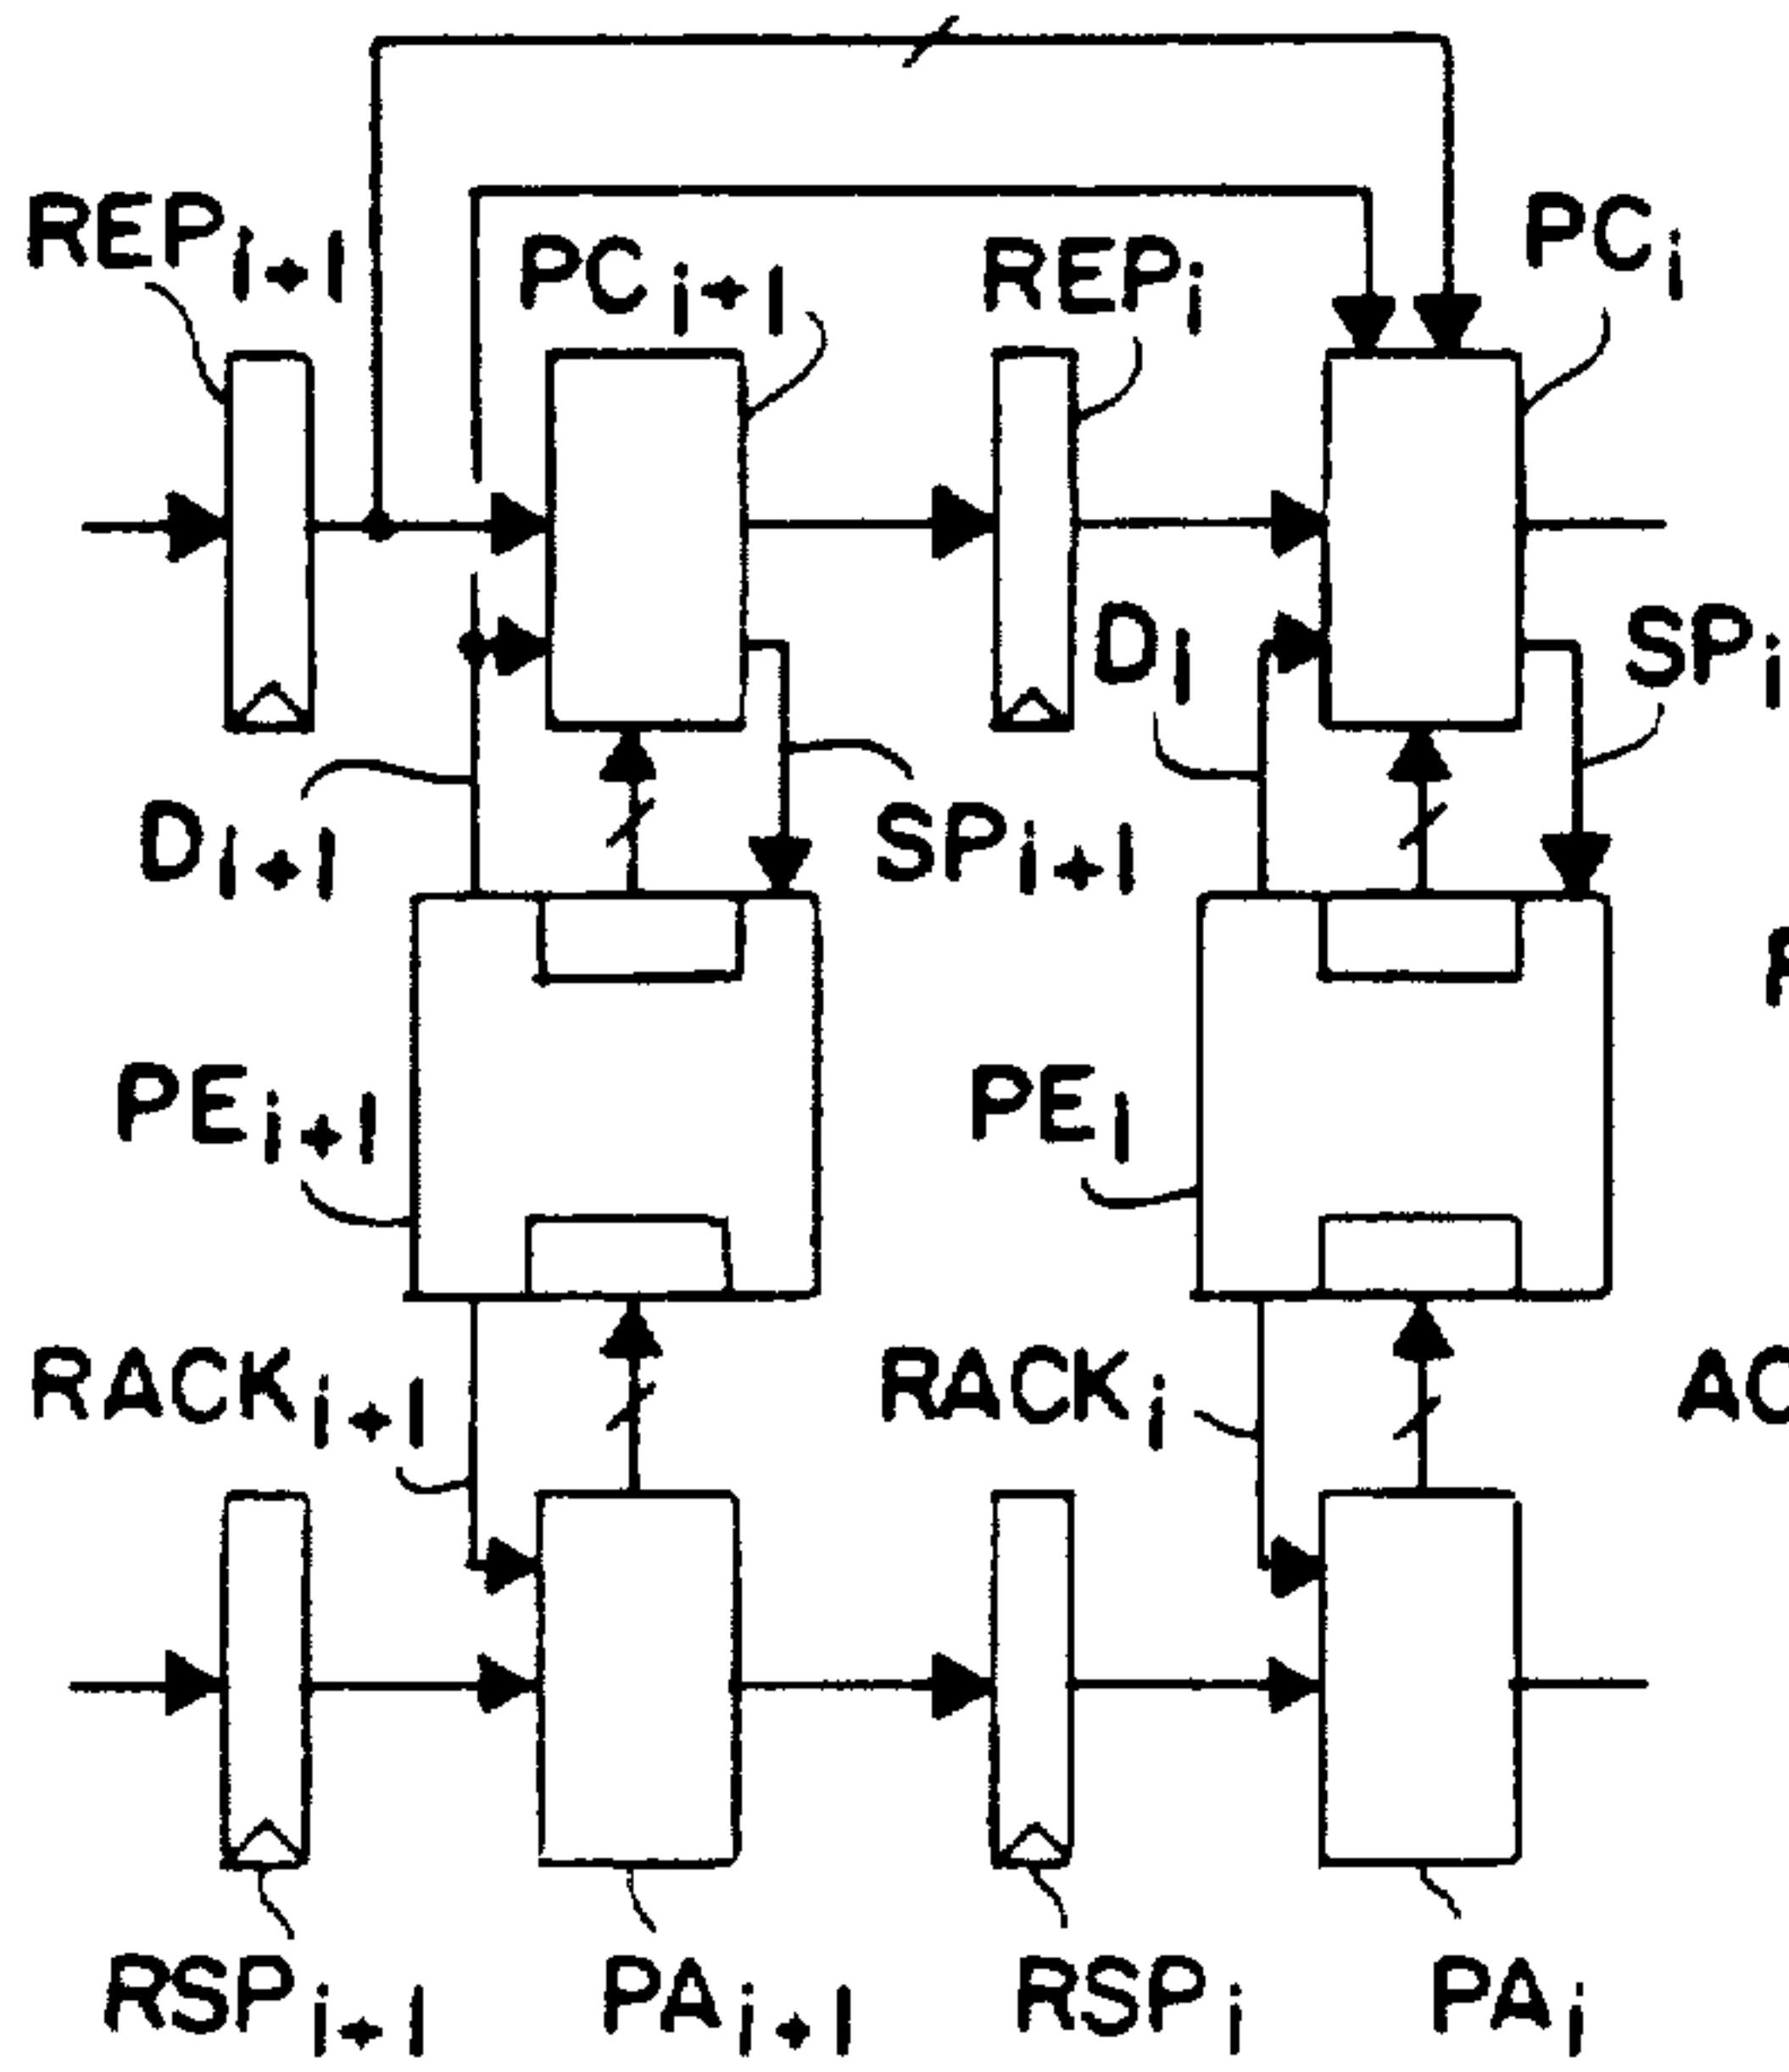 REPi+1
PCi+1
REPi
PCi
Di
SPi
Di+1
SPi+1
PEi+1
PEi
RACKi+1
RACKi
AC
RSPi+1
PAi+1
RSPi
PAi